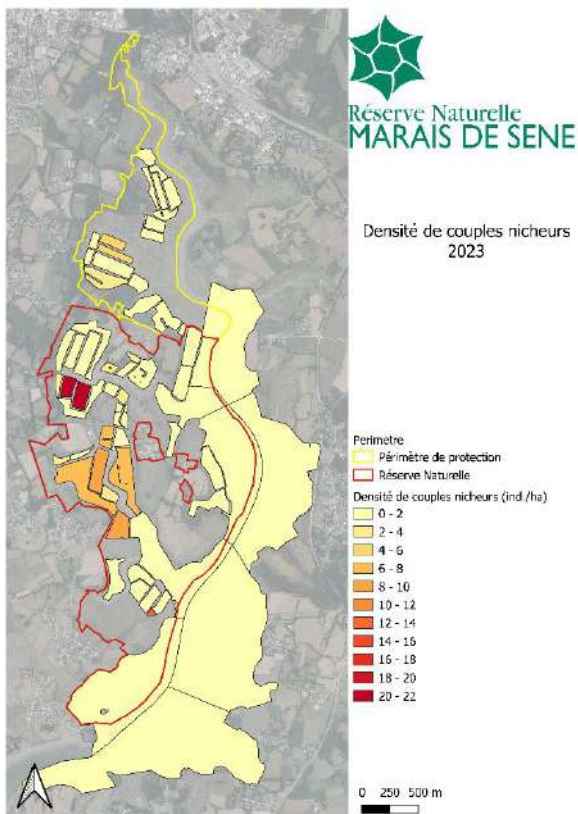 Réserve Naturelle
MARAIS DE SENE
Densité de couples nicheurs
2023
Perimetre
Périmètre de protection
Réserve Naturelle
Densité de couples nicheurs (ind/ha)
0 - 2
2 - 4
4 - 6
6 - 8
8 - 10
10 - 12
12 - 14
14 - 16
16 - 18
18 - 20
20 - 22
0 250 500 m